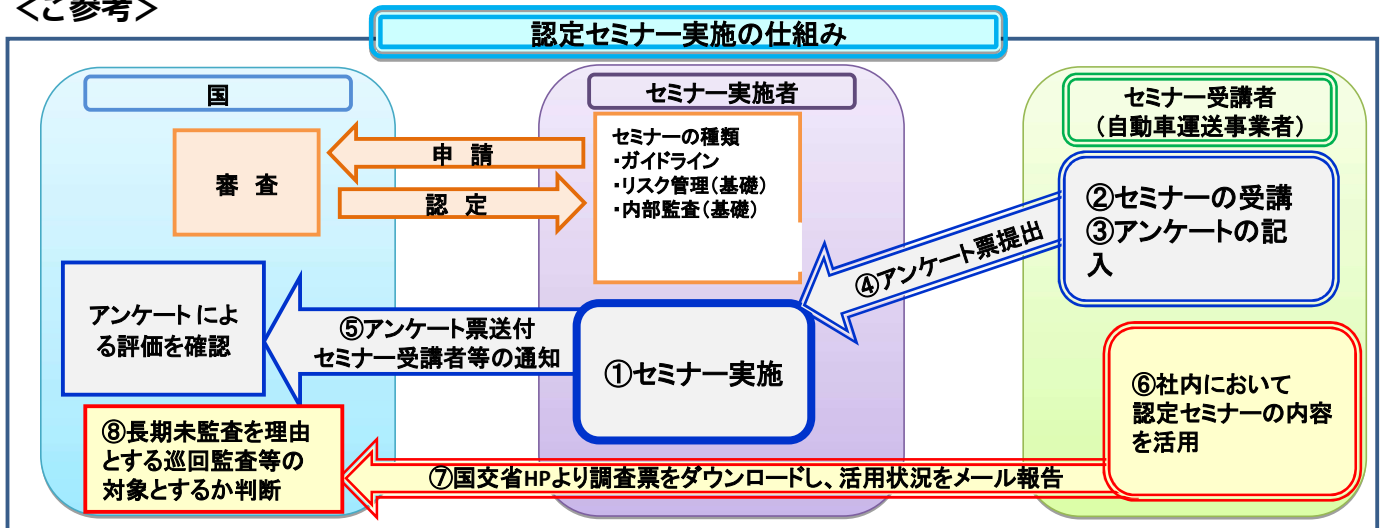 <ご参考>
認定セミナー実施の仕組み
国
審 査
申 請
認 定
アンケートによ
る評価を確認
⑧長期未監査を理由
とする巡回監査等の
対象とするか判断
セミナー実施者
セミナーの種類
・ガイドライン
・リスク管理(基礎)
・内部監査(基礎)
①セミナー実施
⑤アンケート票送付
セミナー受講者等の通知
④アンケート票提出
セミナー受講者
(自動車運送事業者)
②セミナーの受講
③アンケートの記
入
⑥社内において
認定セミナーの内容
を活用
⑦国交省HPより調査票をダウンロードし、活用状況をメール報告